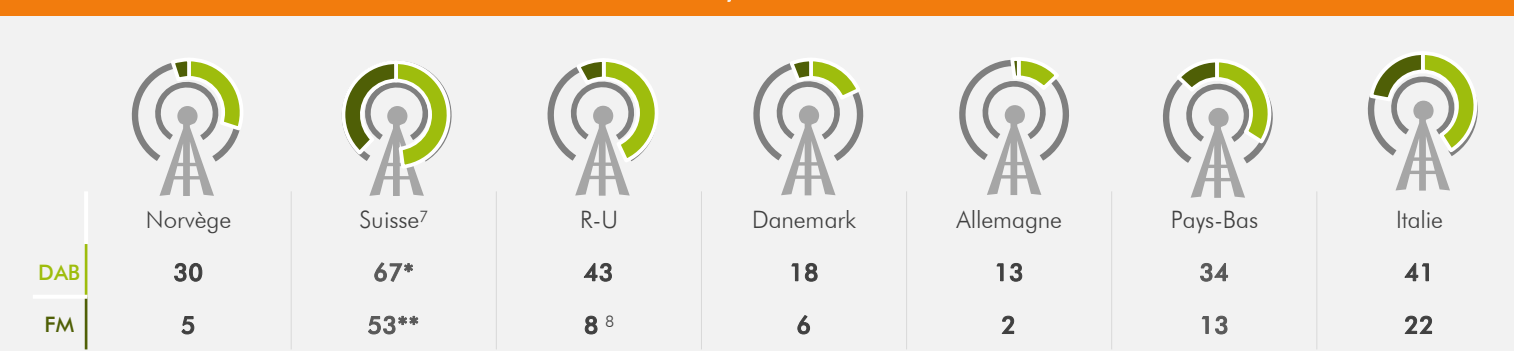 Norvège Suisse⁷ R-U Danemark Allemagne Pays-Bas Italie
DAB 30 67* 43 18 13 34 41
FM 5 53** 8 ⁸ 6 2 13 22